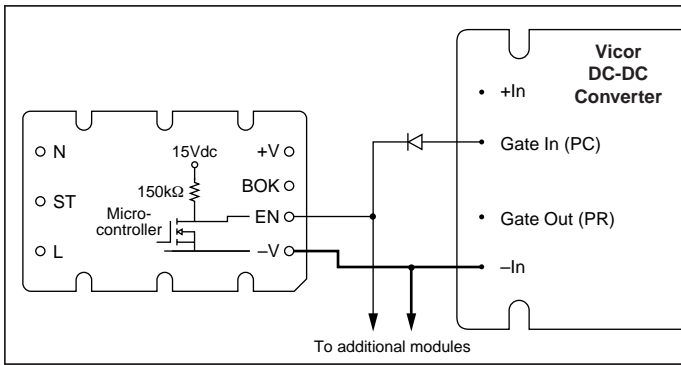 Vicor
DC-DC
Converter
+In
Gate In (PC)
Gate Out (PR)
–In
N
ST
L
15Vdc
150kΩ
Micro-
controller
+V
BOK
EN
–V
To additional modules